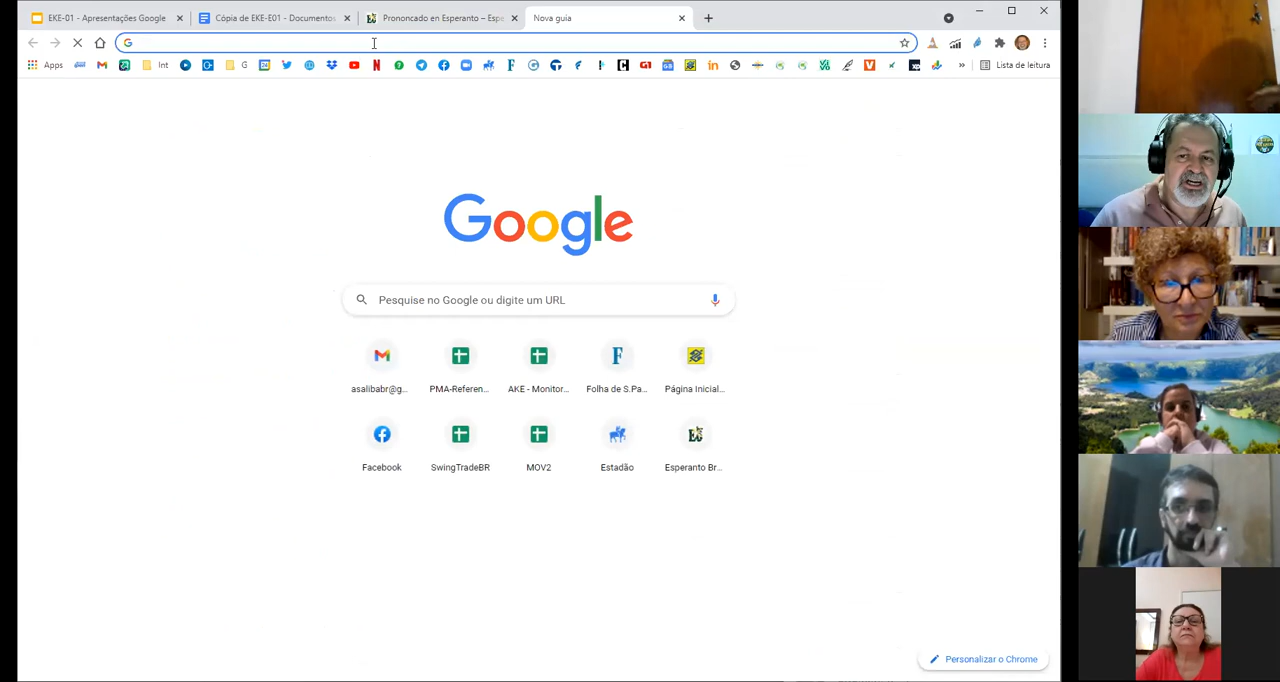 EKE-01 - Apresentações Google
Cópia de EKE-E01 - Documentos
Prononcado en Esperanto – Espe
Nova guia
Apps
Int
G
Lista de leitura
Google
Pesquise no Google ou digite um URL
asalibabr@g...
PMA-Referen...
AKE - Monitor...
Folha de S.Pa...
Página Inicial...
Facebook
SwingTradeBR
MOV2
Estadão
Esperanto Br...
Personalizar o Chrome